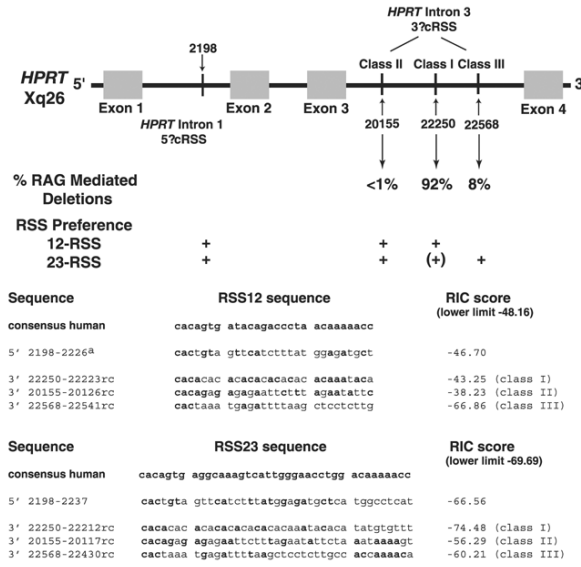 HPRT Intron 3
3?cRSS
2198
Class II Class I Class III
HPRT
Xq26
5'
3'
Exon 1 Exon 2 Exon 3 Exon 4
HPRT Intron 1
5?cRSS
20155 22250 22568
% RAG Mediated
Deletions
<1% 92% 8%
RSS Preference
12-RSS + + +
23-RSS + + (+) +
Sequence RSS12 sequence RIC score
(lower limit -48.16)
consensus human cacagtg atacagacccta acaaaaacc
5' 2198-2226a cactgta gttcatctttat ggagatgct -46.70
3' 22250-22223rc cacacac acacacacacac acaaataca -43.25 (class I)
3' 20155-20126rc cacagag agagaattcttt agaatattc -38.23 (class II)
3' 22568-22541rc cactaaat gagattttaag ctcctcttg -66.86 (class III)
Sequence RSS23 sequence RIC score
(lower limit -69.69)
consensus human cacagtg aggcaaagtcattgggaacctgg acaaaaacc
5' 2198-2237 cactgta gttcatctttatggagatgctca tggcctcat -66.56
3' 22250-22212rc cacacac acacacacacacacaaatacaca tatgtgttt -74.48 (class I)
3' 20155-20117rc cacagag agagaattctttagaatattcta aataaaagt -56.29 (class II)
3' 22568-22430rc cactaaat gagattttaagctcctcttgcc accaaaaca -60.21 (class III)